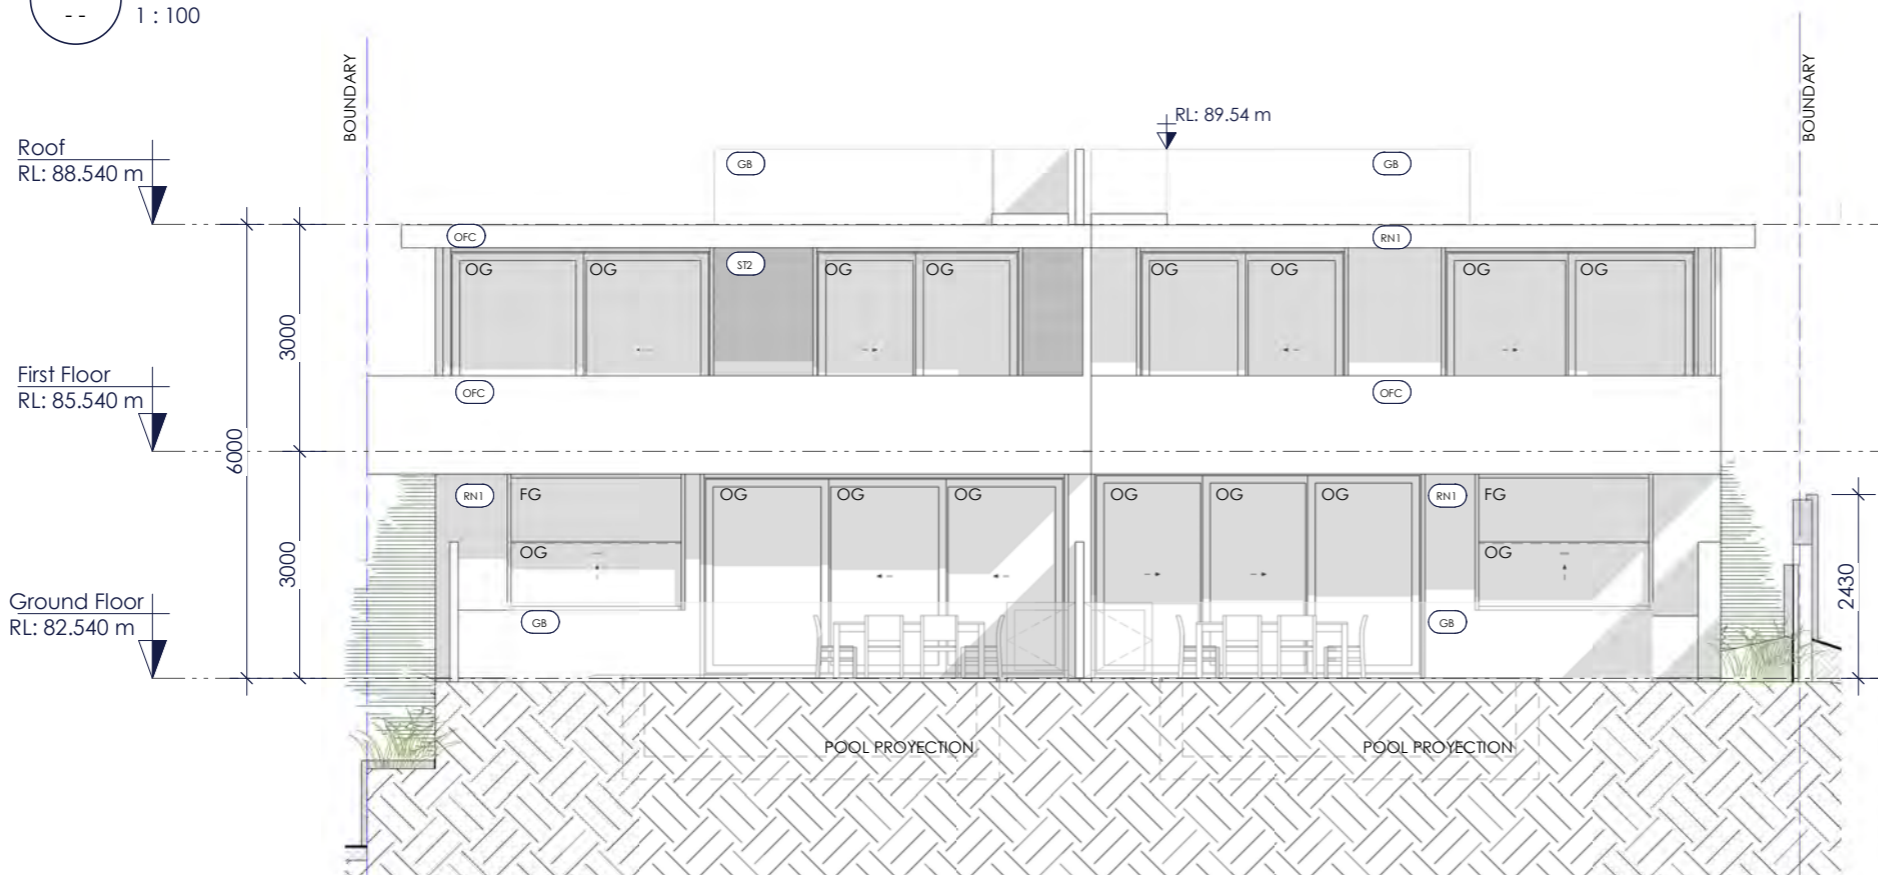 - -
1 : 100
BOUNDARY
BOUNDARY
RL: 89.54 m
Roof
RL: 88.540 m
GB
GB
OFC
RN1
OG
OG
ST2
OG
OG
OG
OG
OG
OG
3000
First Floor
RL: 85.540 m
OFC
OFC
6000
RN1
FG
OG
OG
OG
OG
OG
OG
RN1
FG
OG
OG
3000
2430
Ground Floor
RL: 82.540 m
GB
GB
POOL PROYECTION
POOL PROYECTION